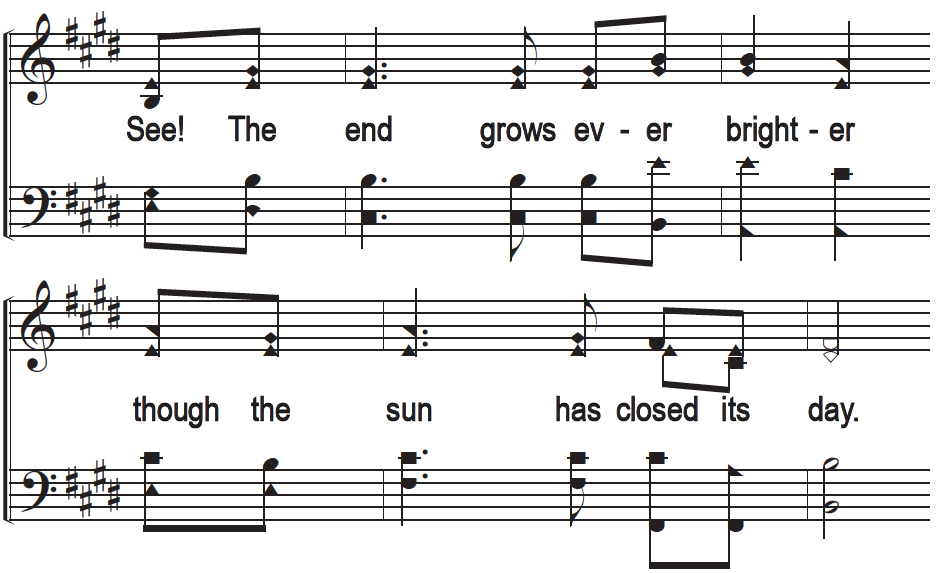 See! The end grows ev - er bright - er
though the sun has closed its day.